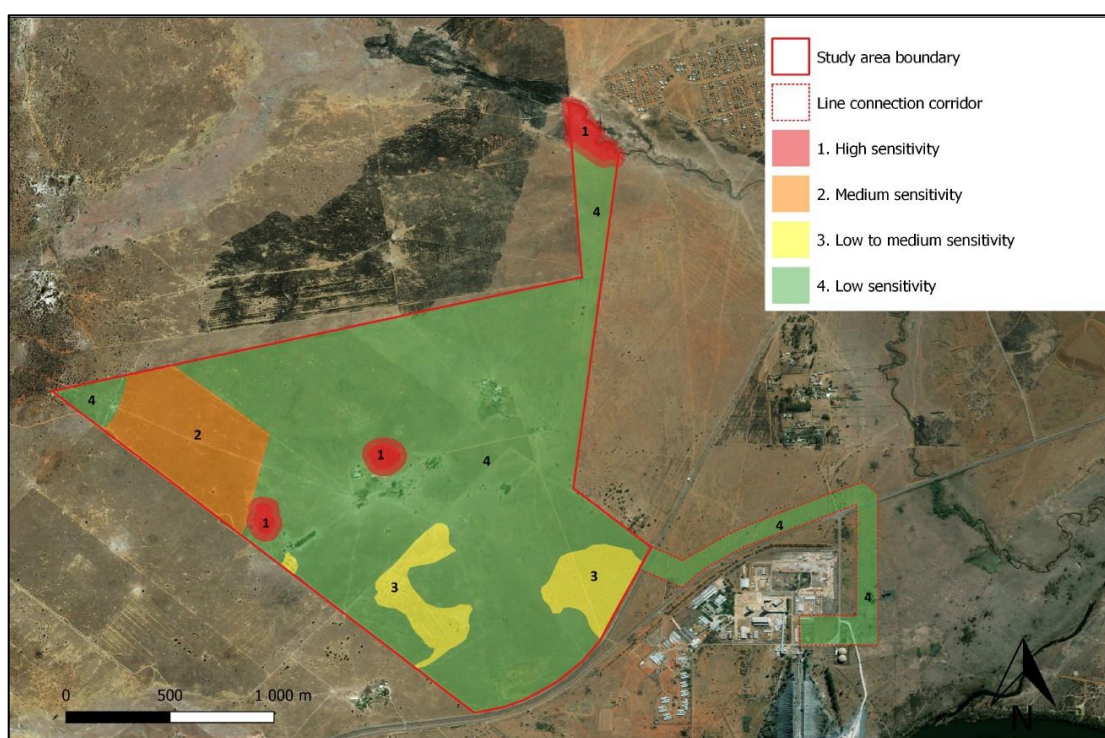 Study area boundary
Line connection corridor
1. High sensitivity
2. Medium sensitivity
3. Low to medium sensitivity
4. Low sensitivity
1
4
4
2
1
4
1
3
3
4
4
0 500 1 000 m
N